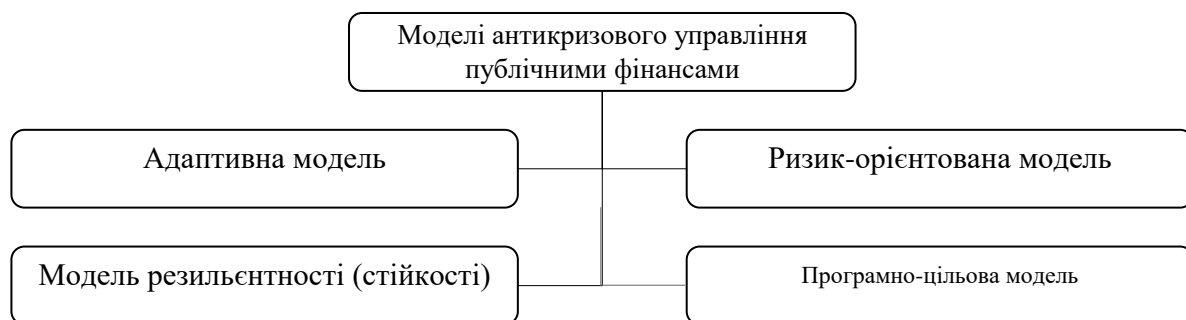 Моделі антикризового управління
публічними фінансами
Адаптивна модель
Ризик-орієнтована модель
Модель резильєнтності (стійкості)
Програмно-цільова модель